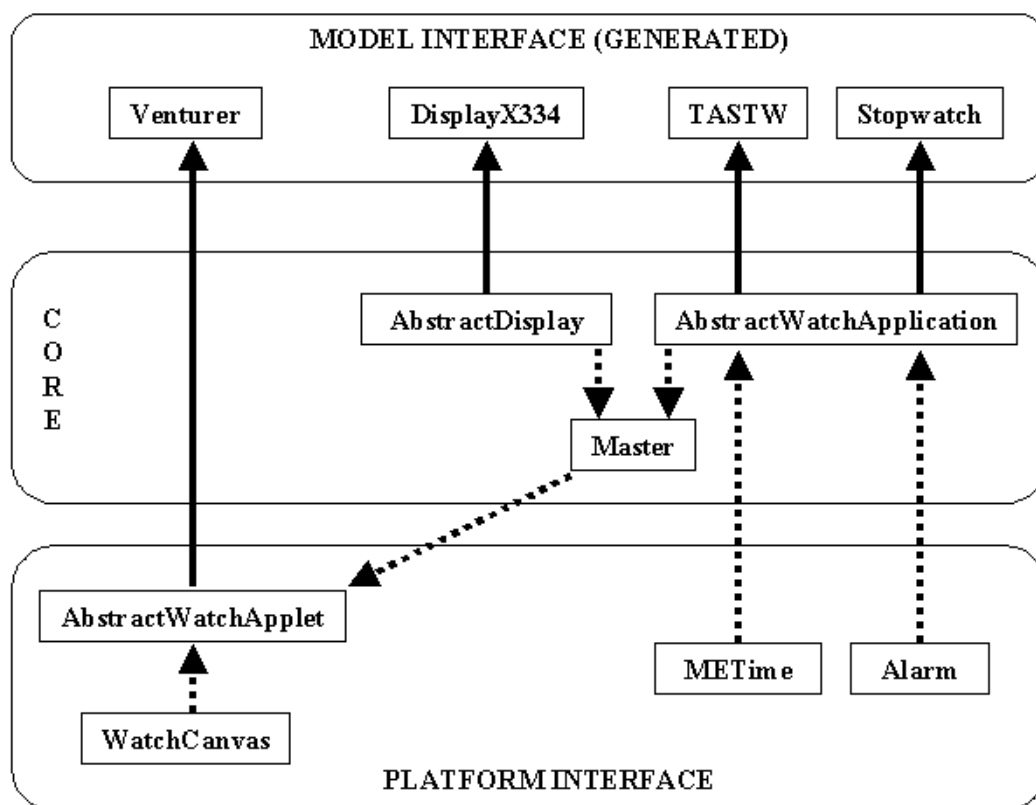 MODEL INTERFACE (GENERATED)
Venturer
DisplayX334
TASTW
Stopwatch
C
O
R
E
AbstractDisplay
AbstractWatchApplication
Master
AbstractWatchApplet
METime
Alarm
WatchCanvas
PLATFORM INTERFACE